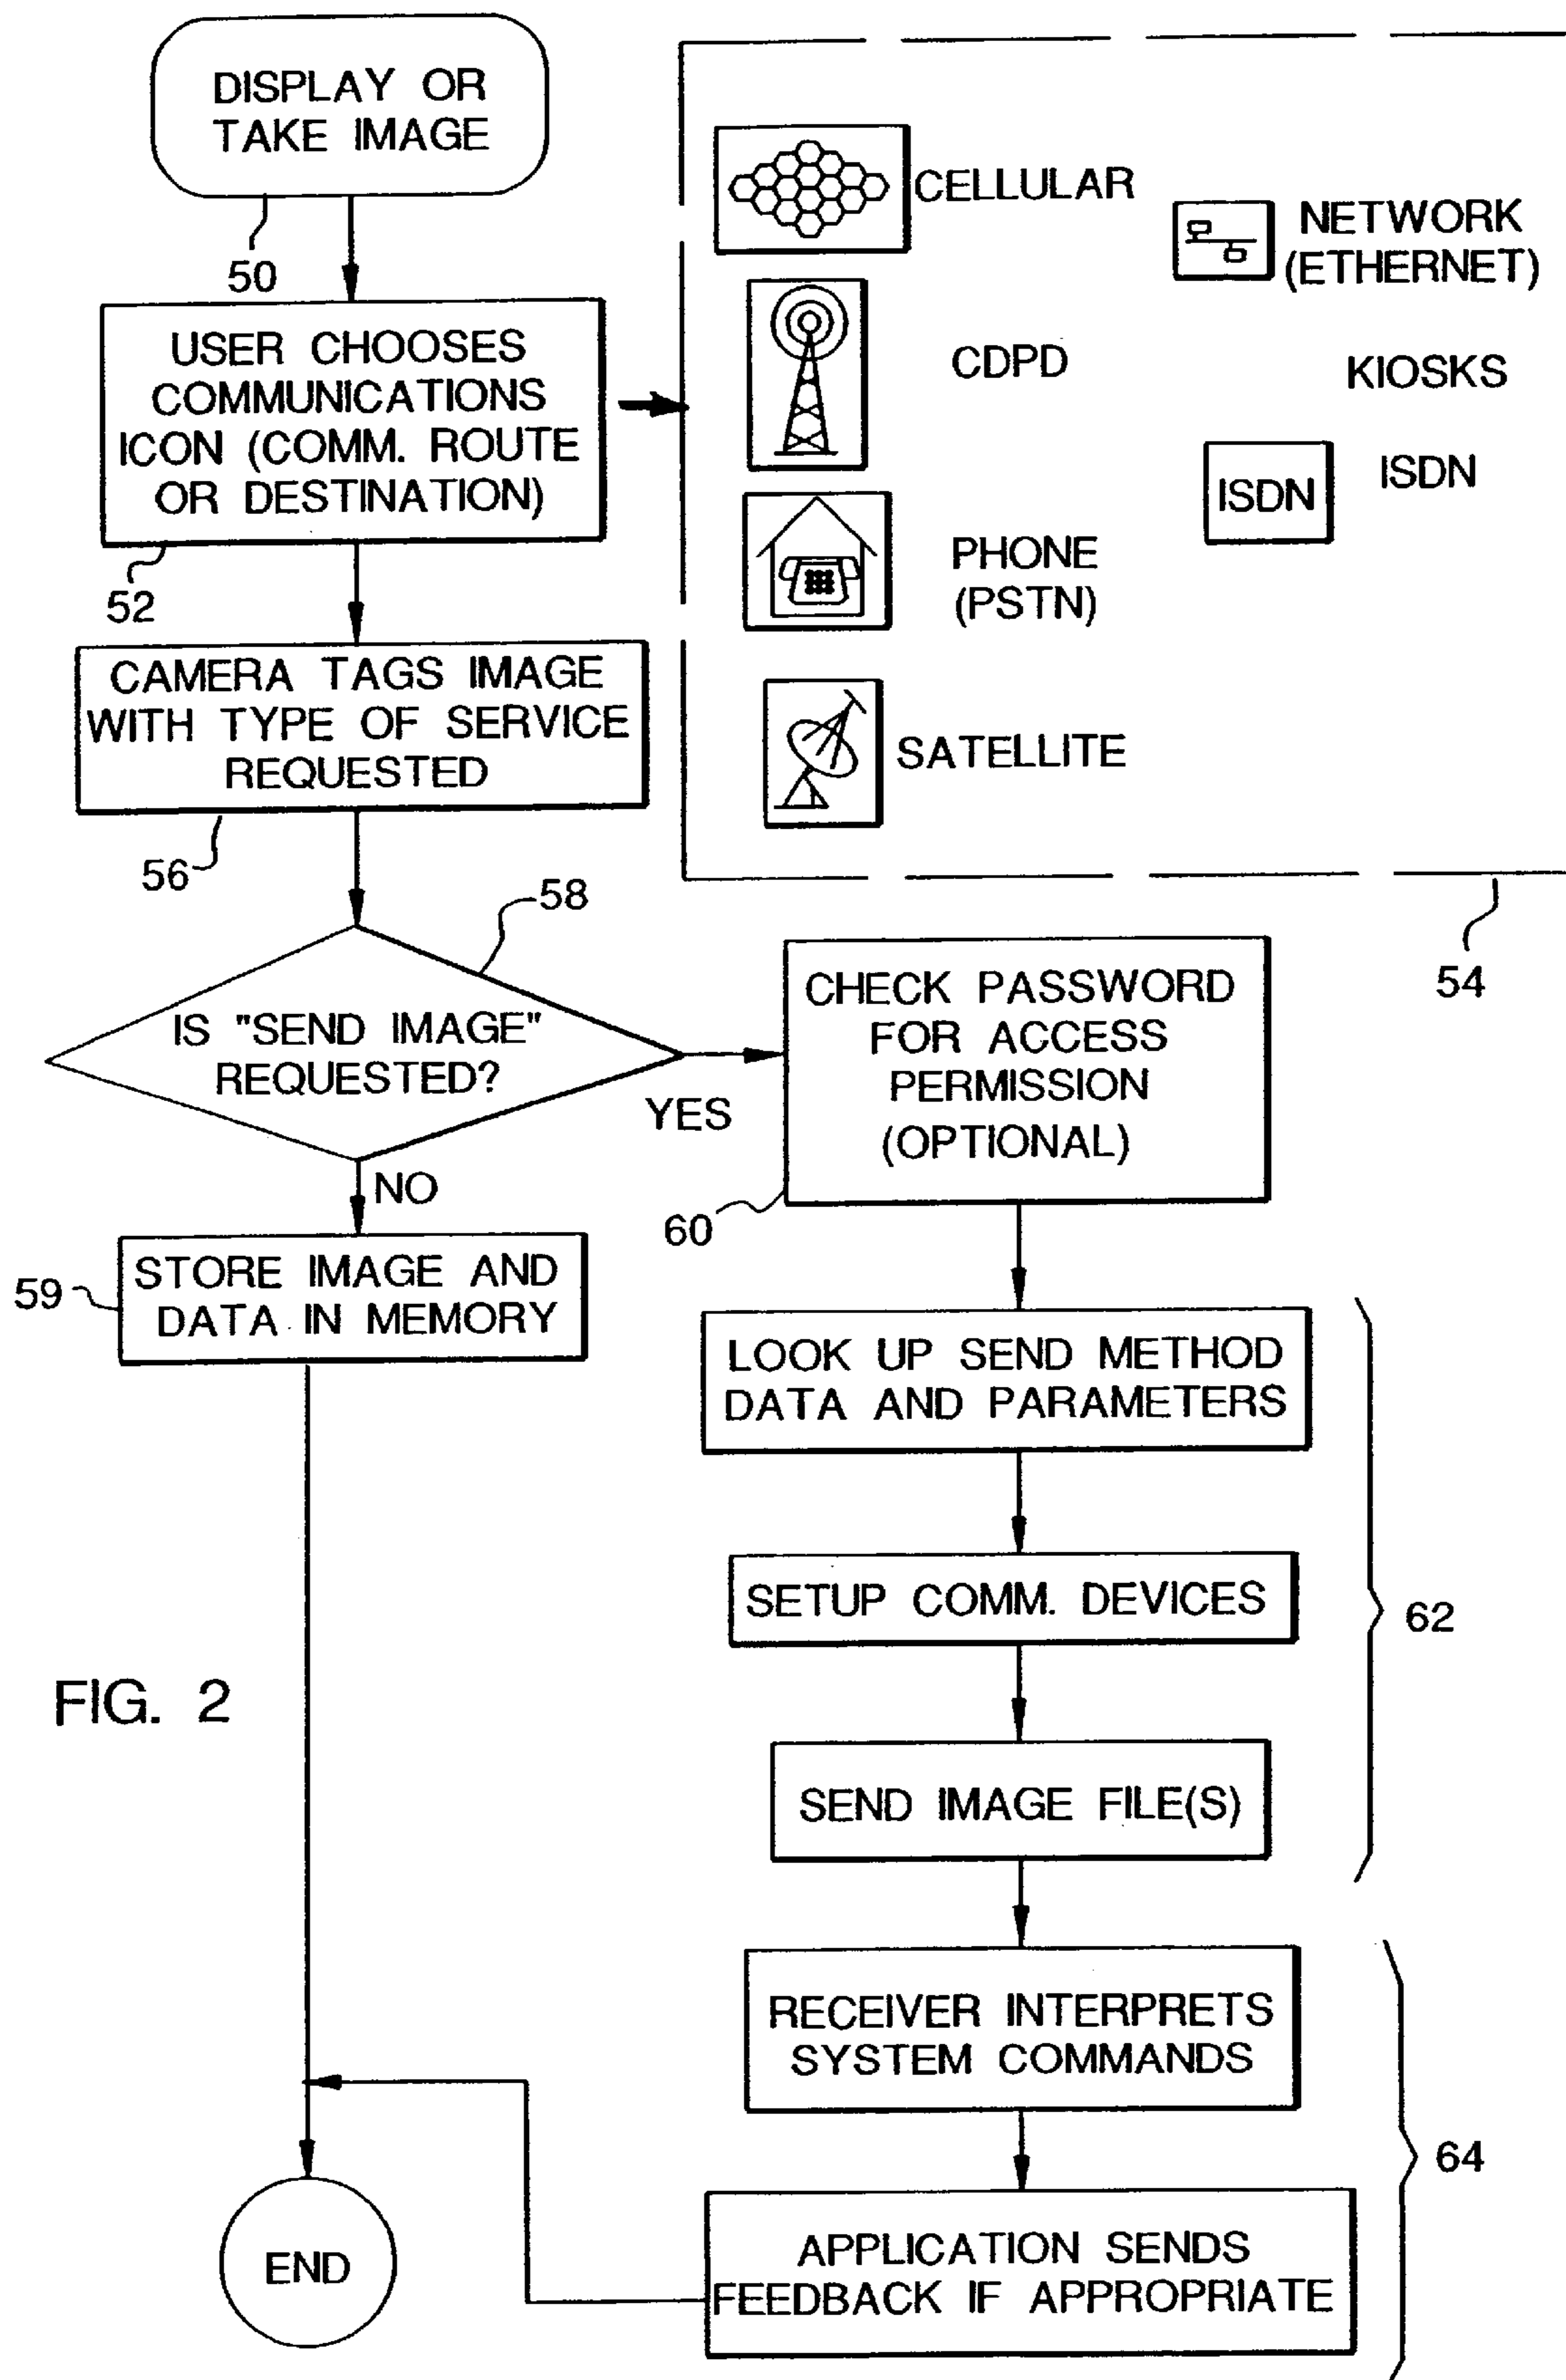 DISPLAY OR
TAKE IMAGE
50
USER CHOOSES
COMMUNICATIONS
ICON (COMM. ROUTE
OR DESTINATION)
52
CELLULAR
NETWORK
(ETHERNET)
CDPD
KIOSKS
ISDN
ISDN
PHONE
(PSTN)
SATELLITE
54
CAMERA TAGS IMAGE
WITH TYPE OF SERVICE
REQUESTED
56
58
IS "SEND IMAGE"
REQUESTED?
YES
NO
CHECK PASSWORD
FOR ACCESS
PERMISSION
(OPTIONAL)
60
59
STORE IMAGE AND
DATA IN MEMORY
LOOK UP SEND METHOD
DATA AND PARAMETERS
SETUP COMM. DEVICES
62
SEND IMAGE FILE(S)
FIG. 2
RECEIVER INTERPRETS
SYSTEM COMMANDS
64
APPLICATION SENDS
FEEDBACK IF APPROPRIATE
END